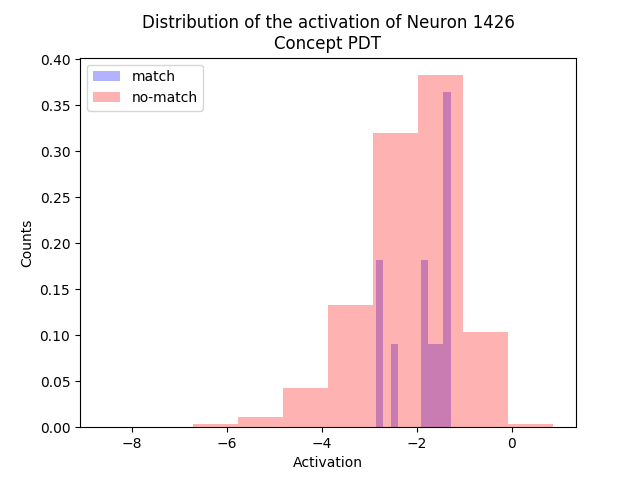 Distribution of the activation of Neuron 1426
Concept PDT
match
no-match
0.40
0.35
0.30
0.25
0.20
0.15
0.10
0.05
0.00
Counts
−8
−6
−4
−2
0
Activation